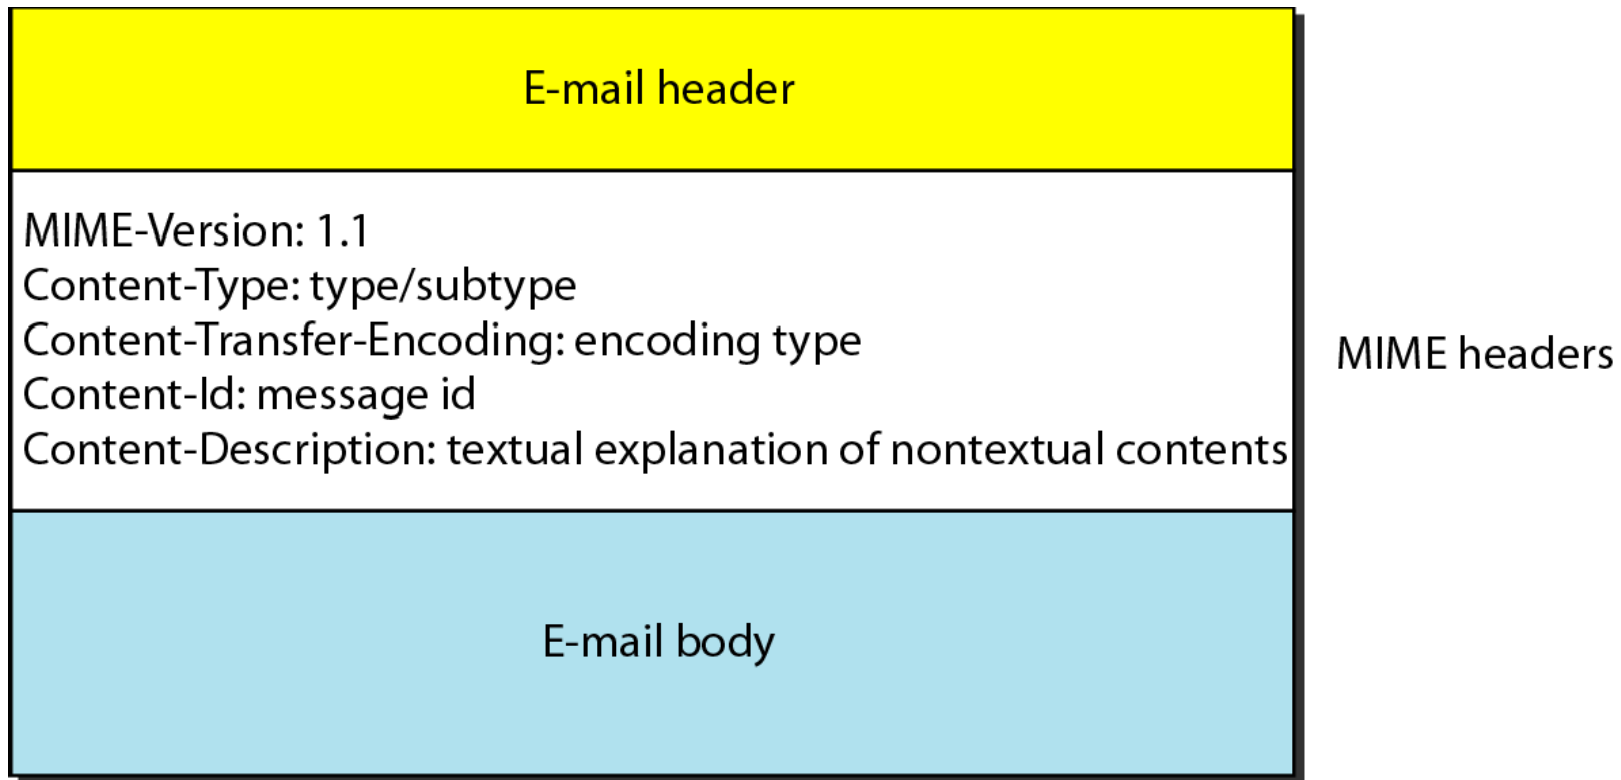 E-mail header
MIME-Version: 1.1
Content-Type: type/subtype
Content-Transfer-Encoding: encoding type
Content-Id: message id
Content-Description: textual explanation of nontextual contents
MIME headers
E-mail body